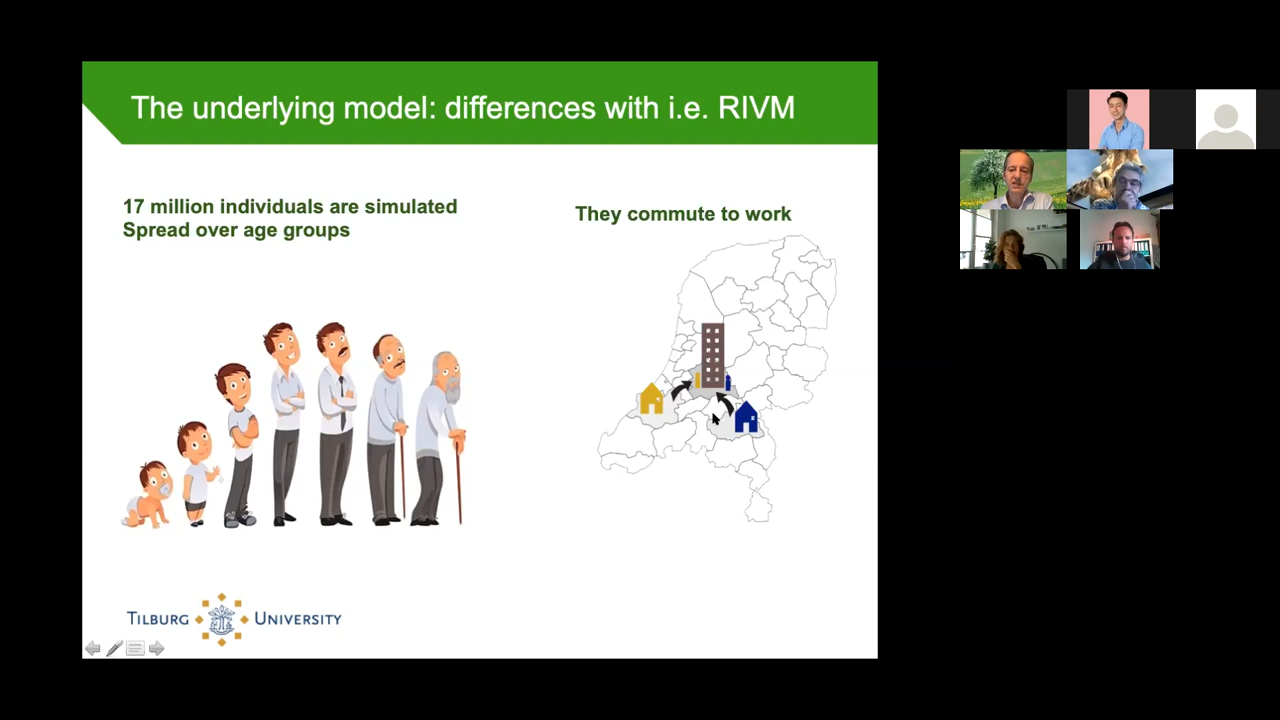 The underlying model: differences with i.e. RIVM
17 million individuals are simulated
Spread over age groups
They commute to work
TILBURG UNIVERSITY